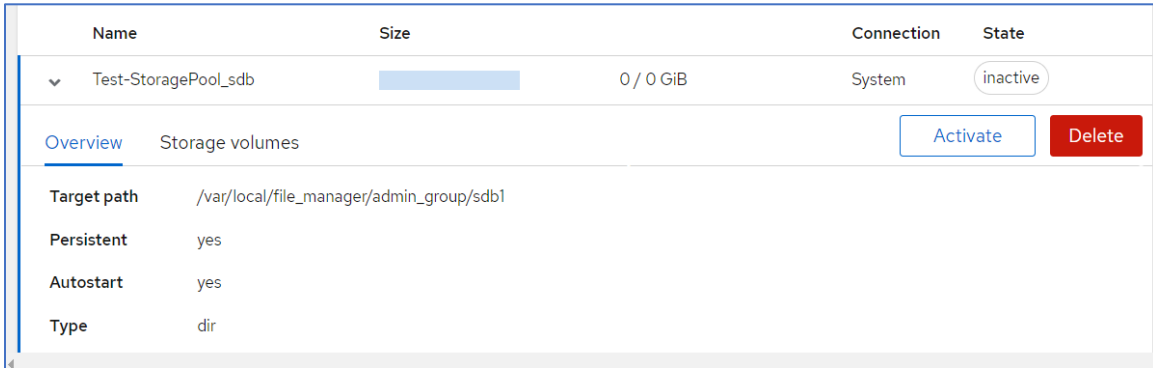 Name Size Connection State
Test-StoragePool_sdb 0 / 0 GiB System inactive
Overview Storage volumes Activate Delete
Target path /var/local/file_manager/admin_group/sdb1
Persistent yes
Autostart yes
Type dir